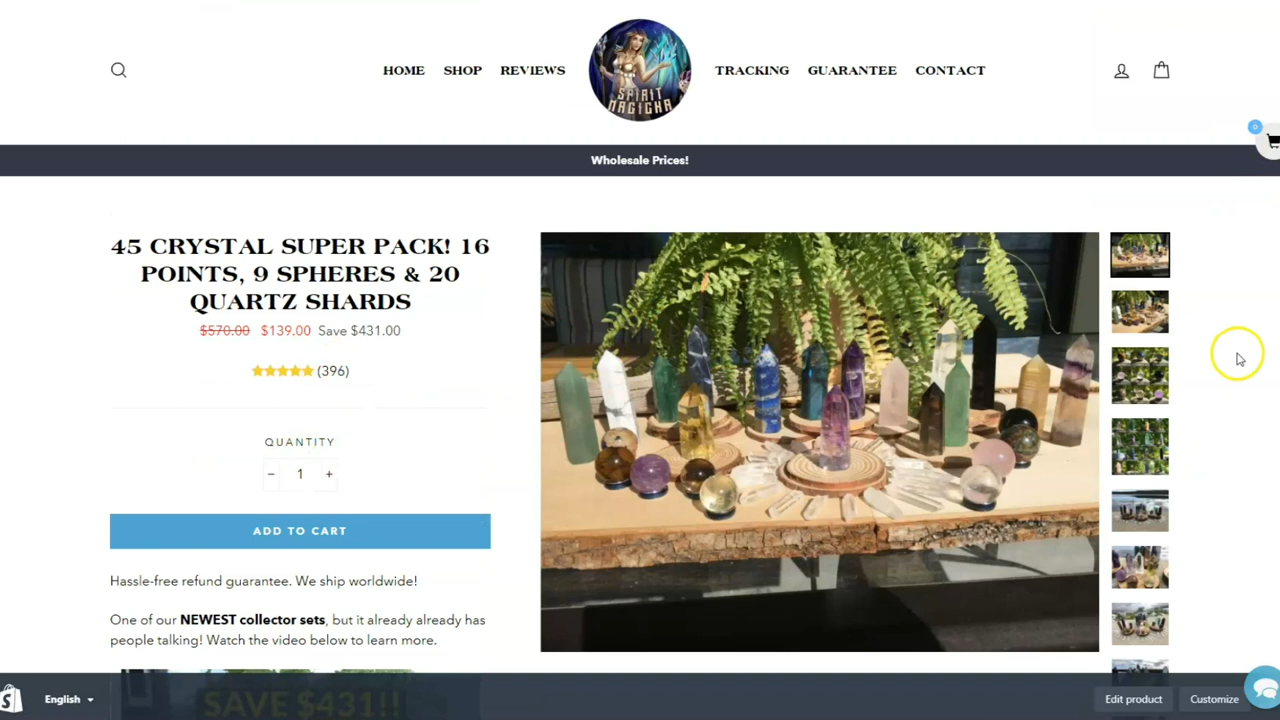 HOME SHOP REVIEWS
SPIRIT
MAGICKA
TRACKING GUARANTEE CONTACT
0
Wholesale Prices!
45 CRYSTAL SUPER PACK! 16
POINTS, 9 SPHERES & 20
QUARTZ SHARDS
$570.00 $139.00 Save $431.00
(396)
QUANTITY
− 1 +
ADD TO CART
Hassle-free refund guarantee. We ship worldwide!
One of our NEWEST collector sets, but it already already has
people talking! Watch the video below to learn more.
SAVE $431!!
English
Edit product
Customize